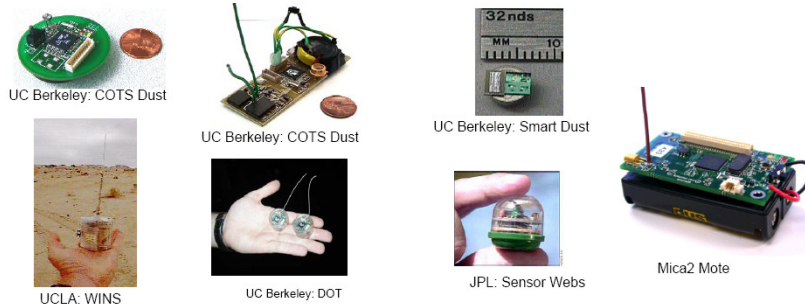 32nds
MM 10
UC Berkeley: COTS Dust
UC Berkeley: COTS Dust
UC Berkeley: Smart Dust
UCLA: WINS
UC Berkeley: DOT
JPL: Sensor Webs
Mica2 Mote